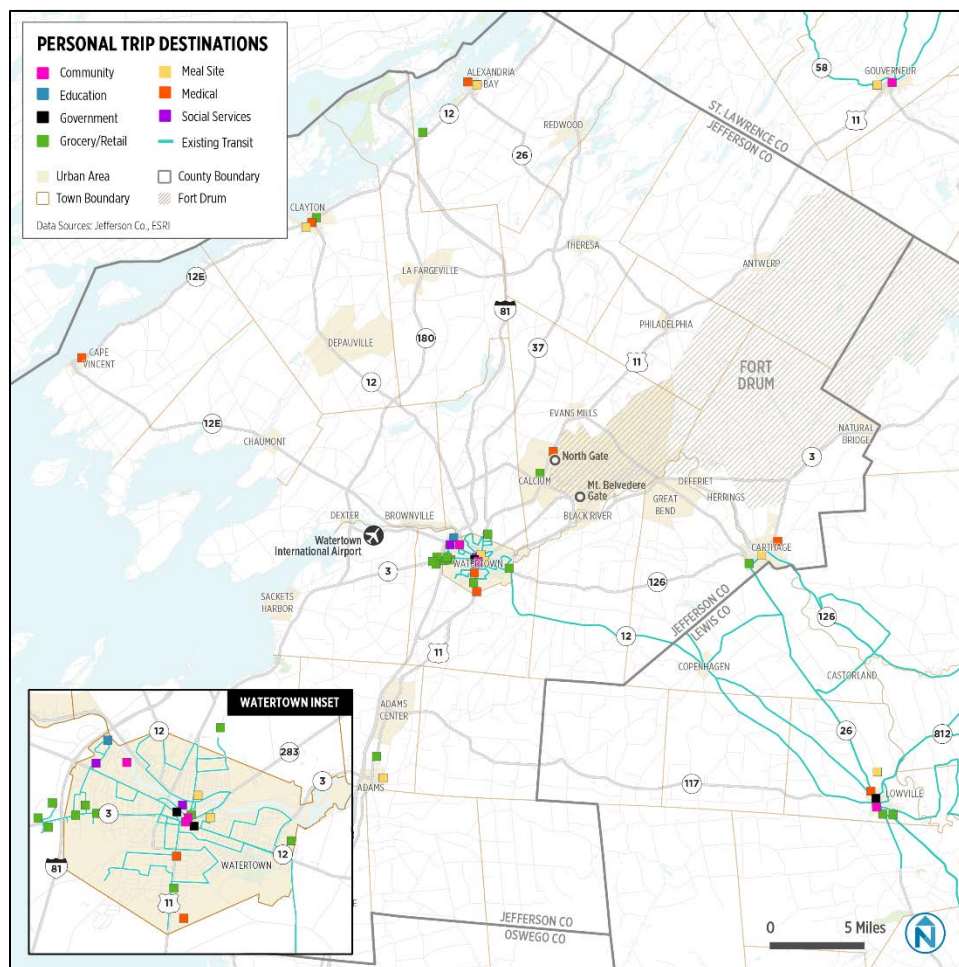 PERSONAL TRIP DESTINATIONS
Community
Education
Government
Grocery/Retail
Meal Site
Medical
Social Services
Existing Transit
Urban Area
Town Boundary
County Boundary
Fort Drum
Data Sources: Jefferson Co., ESRI
ALEXANDRIA
BAY
12
58
GOUVERNEUR
11
ST. LAWRENCE CO
JEFFERSON CO
REDWOOD
26
CLAYTON
12E
LA FARGEVILLE
THERESA
ANTWERP
81
PHILADELPHIA
CAPE
VINCENT
DEPAUVILLE
180
37
11
12
FORT
DRUM
12E
CHAUMONT
EVANS MILLS
North Gate
NATURAL
BRIDGE
3
CALCIUM
Mt. Belvedere
Gate
DEFERIET
HERRINGS
GREAT
BEND
BLACK RIVER
DEXTER
BROWNVILLE
Watertown
International Airport
WATERTOWN
CARTHAGE
3
126
SACKETS
HARBOR
JEFFERSON CO
LEWIS CO
126
12
11
COPENHAGEN
CASTORLAND
ADAMS
CENTER
26
812
ADAMS
117
LOWVILLE
WATERTOWN INSET
12
283
3
3
WATERTOWN
12
81
11
JEFFERSON CO
OSWEGO CO
0
5 Miles
N